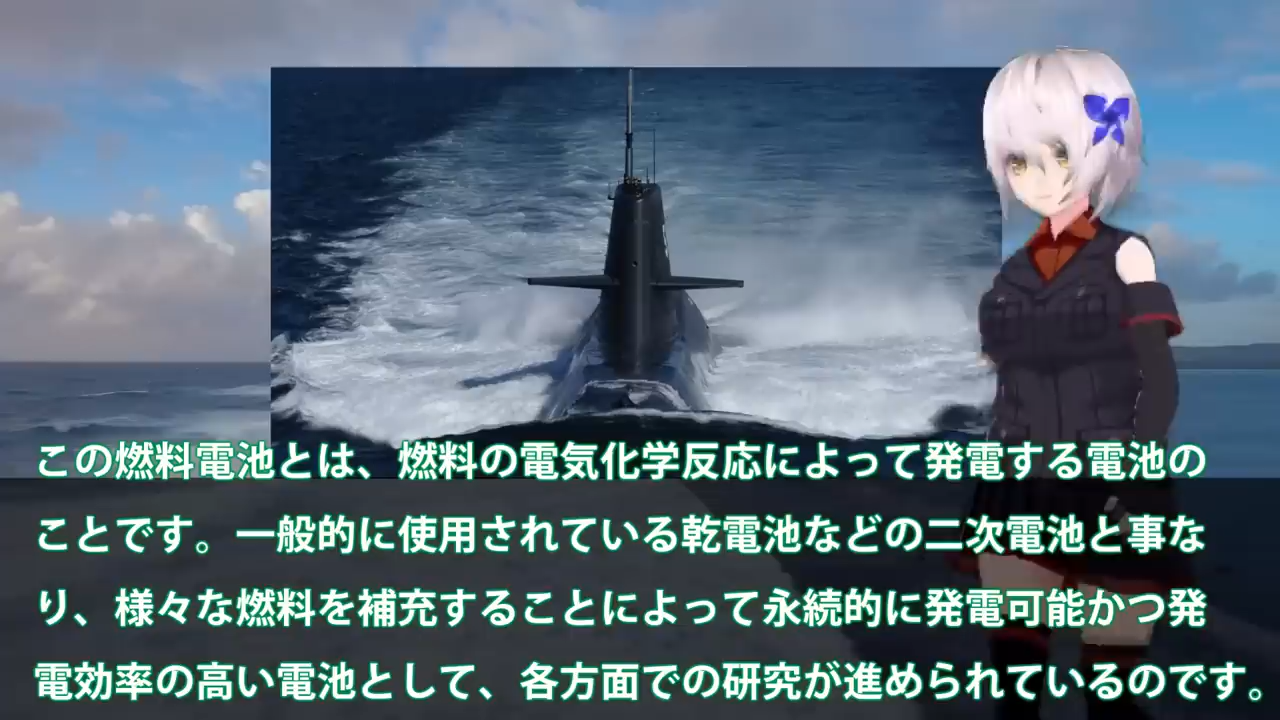 この燃料電池とは、燃料の電気化学反応によって発電する電池の
ことです。一般的に使用されている乾電池などの二次電池と事な
り、様々な燃料を補充することによって永続的に発電可能かつ発
電効率の高い電池として、各方面での研究が進められているのです。